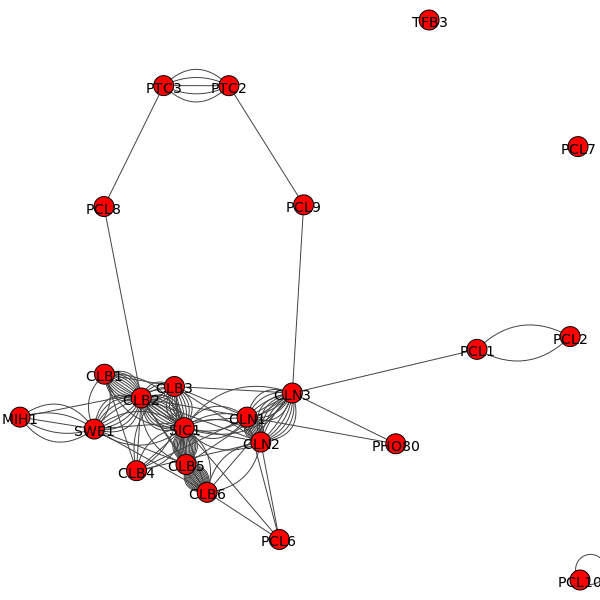 TFB3
PTC3
PTC2
PCL7
PCL8
PCL9
PCL2
PCL1
CLB1
CLB3
CLB2
CLN3
MIH1
CLN1
SWE1
SIC1
CLN2
PHO80
CLB5
CLB4
CLB6
PCL6
PCL10